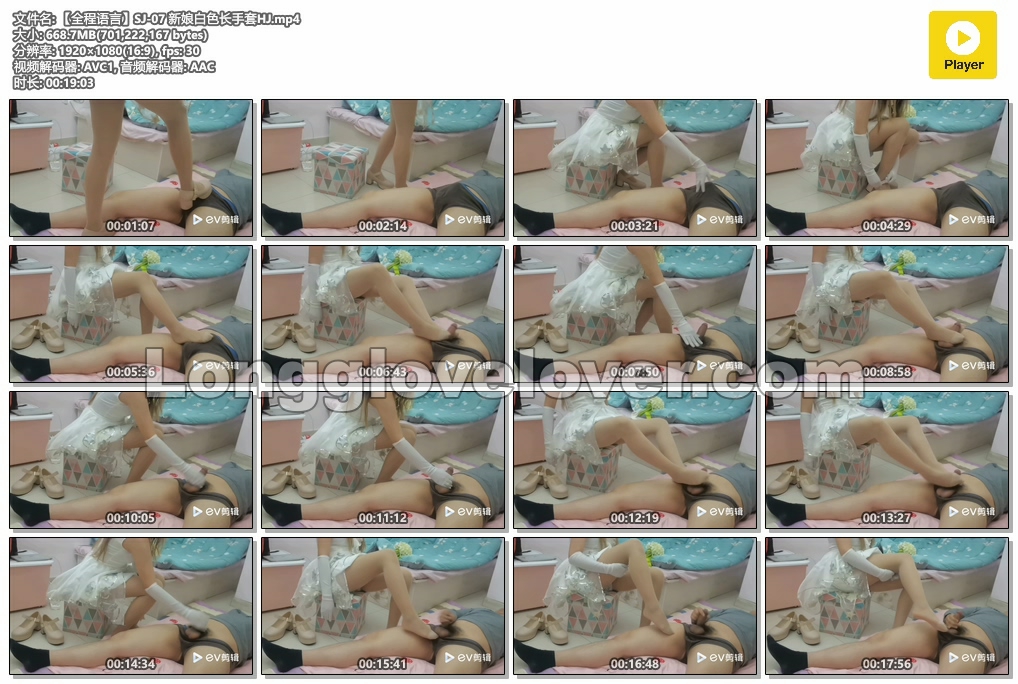 文件名: 【全程语言】SJ-07 新娘白色长手套HJ.mp4
大小: 668.7MB(701,222,167 bytes)
分辨率: 1920×1080(16:9), fps: 30
视频解码器: AVC1, 音频解码器: AAC
时长: 00:19:03
Player
ev剪辑 ev剪辑 ev剪辑 ev剪辑
00:01:07 00:02:14 00:03:21 00:04:29
ev剪辑 ev剪辑 ev剪辑 ev剪辑
00:05:36 00:06:43 00:07:50 00:08:58
Longglovelover.com
ev剪辑 ev剪辑 ev剪辑 ev剪辑
00:10:05 00:11:12 00:12:19 00:13:27
ev剪辑 ev剪辑 ev剪辑 ev剪辑
00:14:34 00:15:41 00:16:48 00:17:56